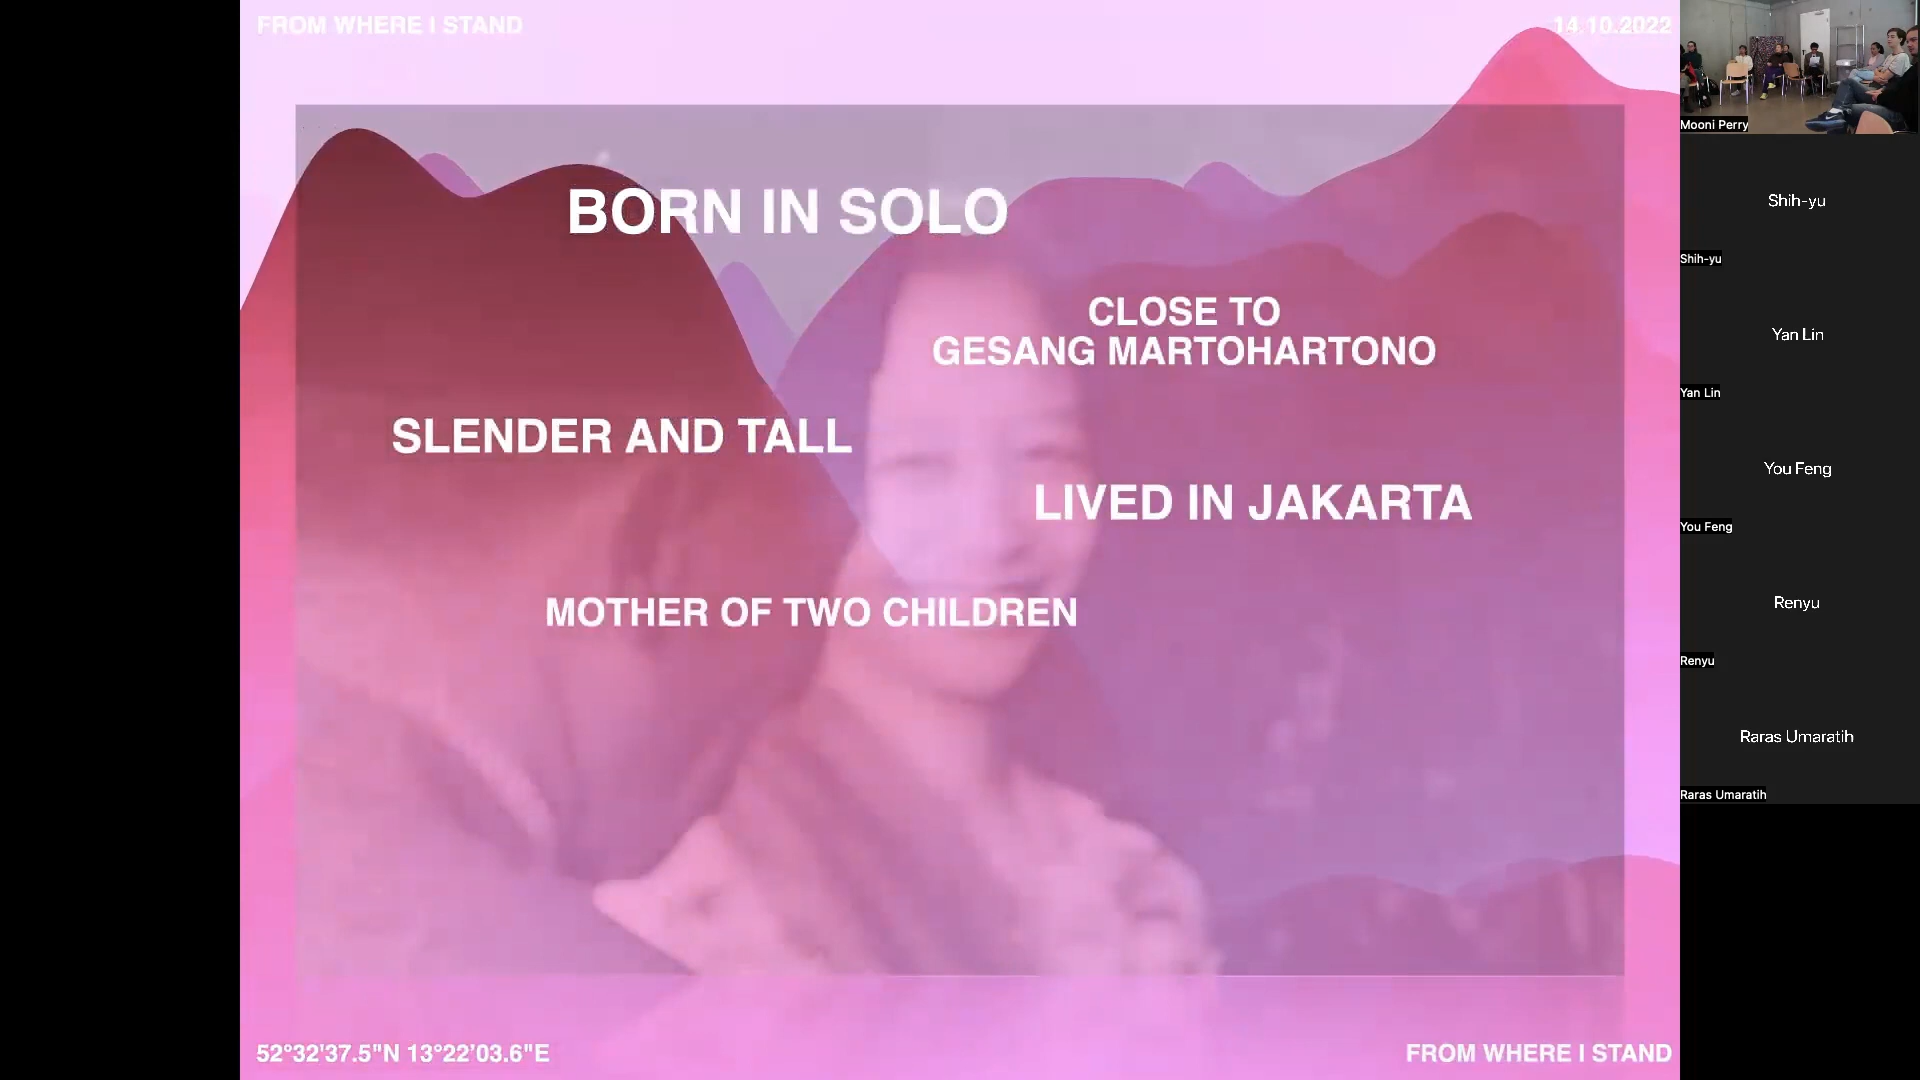 FROM WHERE I STAND
14.10.2022
BORN IN SOLO
CLOSE TO
GESANG MARTOHARTONO
SLENDER AND TALL
LIVED IN JAKARTA
MOTHER OF TWO CHILDREN
52°32'37.5"N 13°22’03.6"E
FROM WHERE I STAND
Mooni Perry
Shih-yu
Shih-yu
Yan Lin
Yan Lin
You Feng
You Feng
Renyu
Renyu
Raras Umaratih
Raras Umaratih